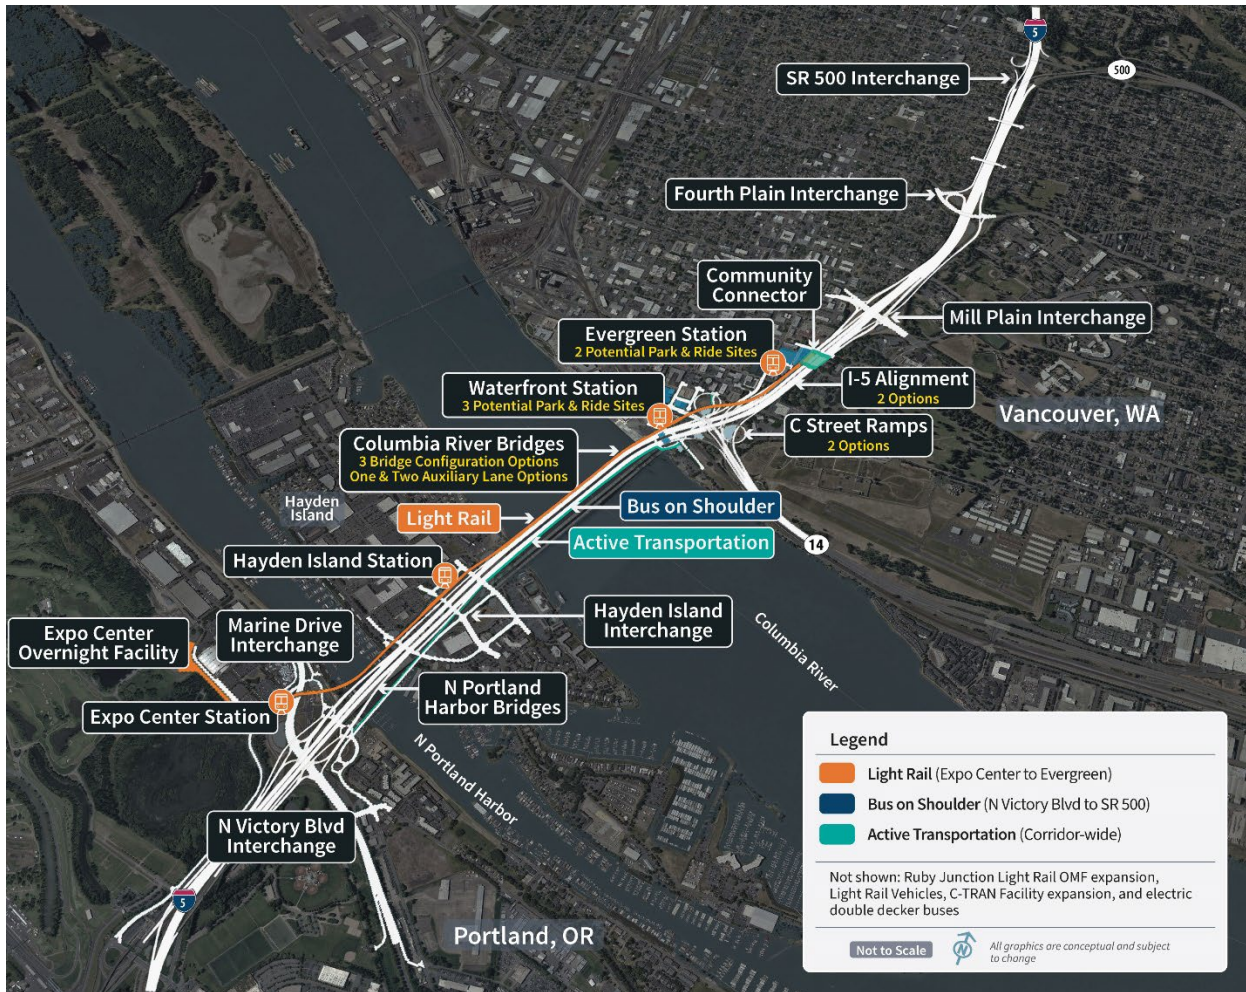 5
SR 500 Interchange
500
Fourth Plain Interchange
Community
Connector
Mill Plain Interchange
Evergreen Station
2 Potential Park & Ride Sites
Waterfront Station
3 Potential Park & Ride Sites
I-5 Alignment
2 Options
Vancouver, WA
C Street Ramps
2 Options
Columbia River Bridges
3 Bridge Configuration Options
One & Two Auxiliary Lane Options
Hayden
Island
Light Rail
Bus on Shoulder
Active Transportation
14
Hayden Island Station
Hayden Island
Interchange
Columbia River
Marine Drive
Interchange
Expo Center
Overnight Facility
Expo Center Station
N Portland
Harbor Bridges
N Portland Harbor
N Victory Blvd
Interchange
5
Portland, OR
Legend
Light Rail (Expo Center to Evergreen)
Bus on Shoulder (N Victory Blvd to SR 500)
Active Transportation (Corridor-wide)
Not shown: Ruby Junction Light Rail OMF expansion,
Light Rail Vehicles, C-TRAN Facility expansion, and electric
double decker buses
Not to Scale
N
All graphics are conceptual and subject
to change